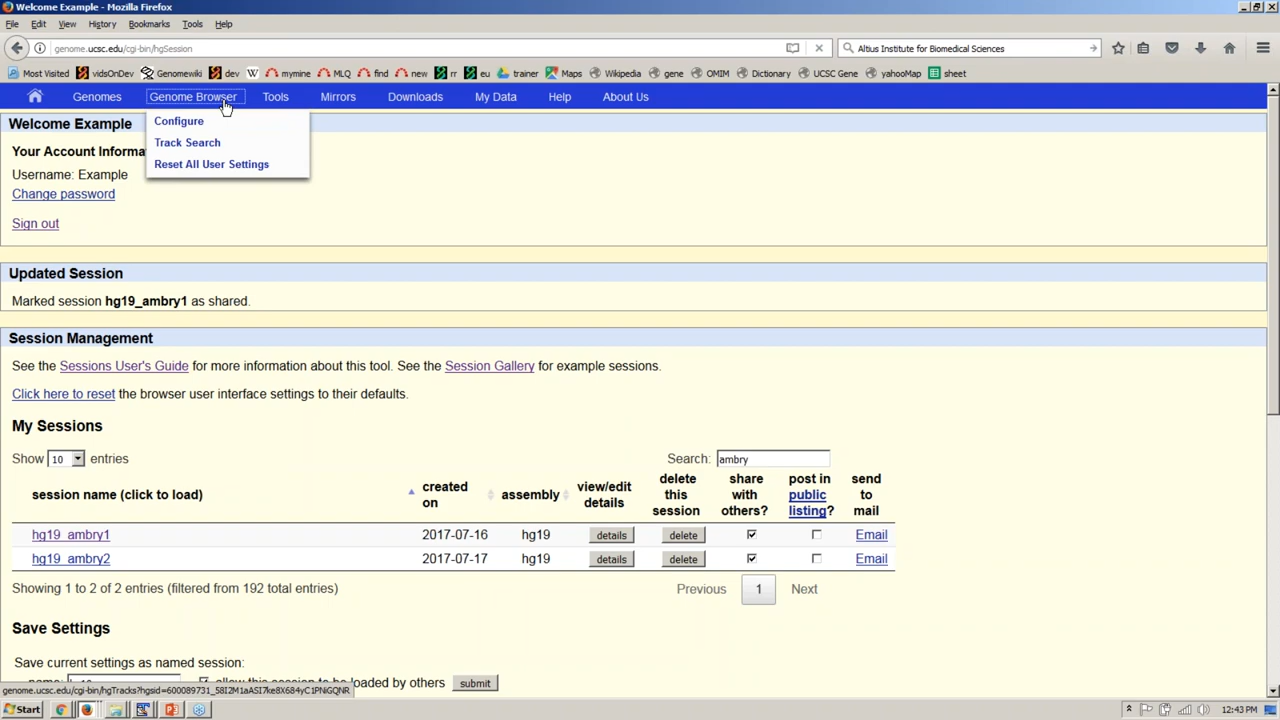 Welcome Example - Mozilla Firefox
File Edit View History Bookmarks Tools Help
genome.ucsc.edu/cgi-bin/hgSession
Altius Institute for Biomedical Sciences
Most Visited vidsOnDev Genomewiki dev mymine MLQ find new rr eu trainer Maps Wikipedia gene OMIM Dictionary UCSC Gene yahooMap sheet
Genomes Genome Browser Tools Mirrors Downloads My Data Help About Us
Configure
Track Search
Reset All User Settings
Welcome Example
Your Account Informa
Username: Example
Change password
Sign out
Updated Session
Marked session hg19_ambry1 as shared.
Session Management
See the Sessions User's Guide for more information about this tool. See the Session Gallery for example sessions.
Click here to reset the browser user interface settings to their defaults.
My Sessions
Show 10 entries Search: ambry
session name (click to load) created on assembly view/edit details delete this session share with others? post in public listing? send to mail
hg19_ambry1 2017-07-16 hg19 details delete Email
hg19_ambry2 2017-07-17 hg19 details delete Email
Showing 1 to 2 of 2 entries (filtered from 192 total entries) Previous 1 Next
Save Settings
Save current settings as named session:
allow this session to be loaded by others submit
Start 12:43 PM